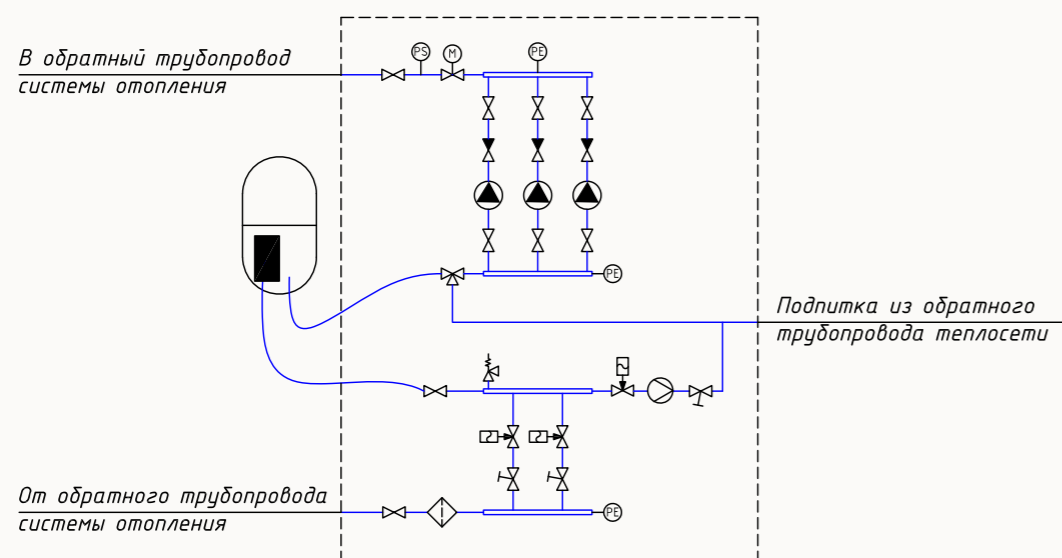 В обратный трубопровод
системы отопления
PS
M
PE
PE
Подпитка из обратного
трубопровода теплосети
От обратного трубопровода
системы отопления
PE